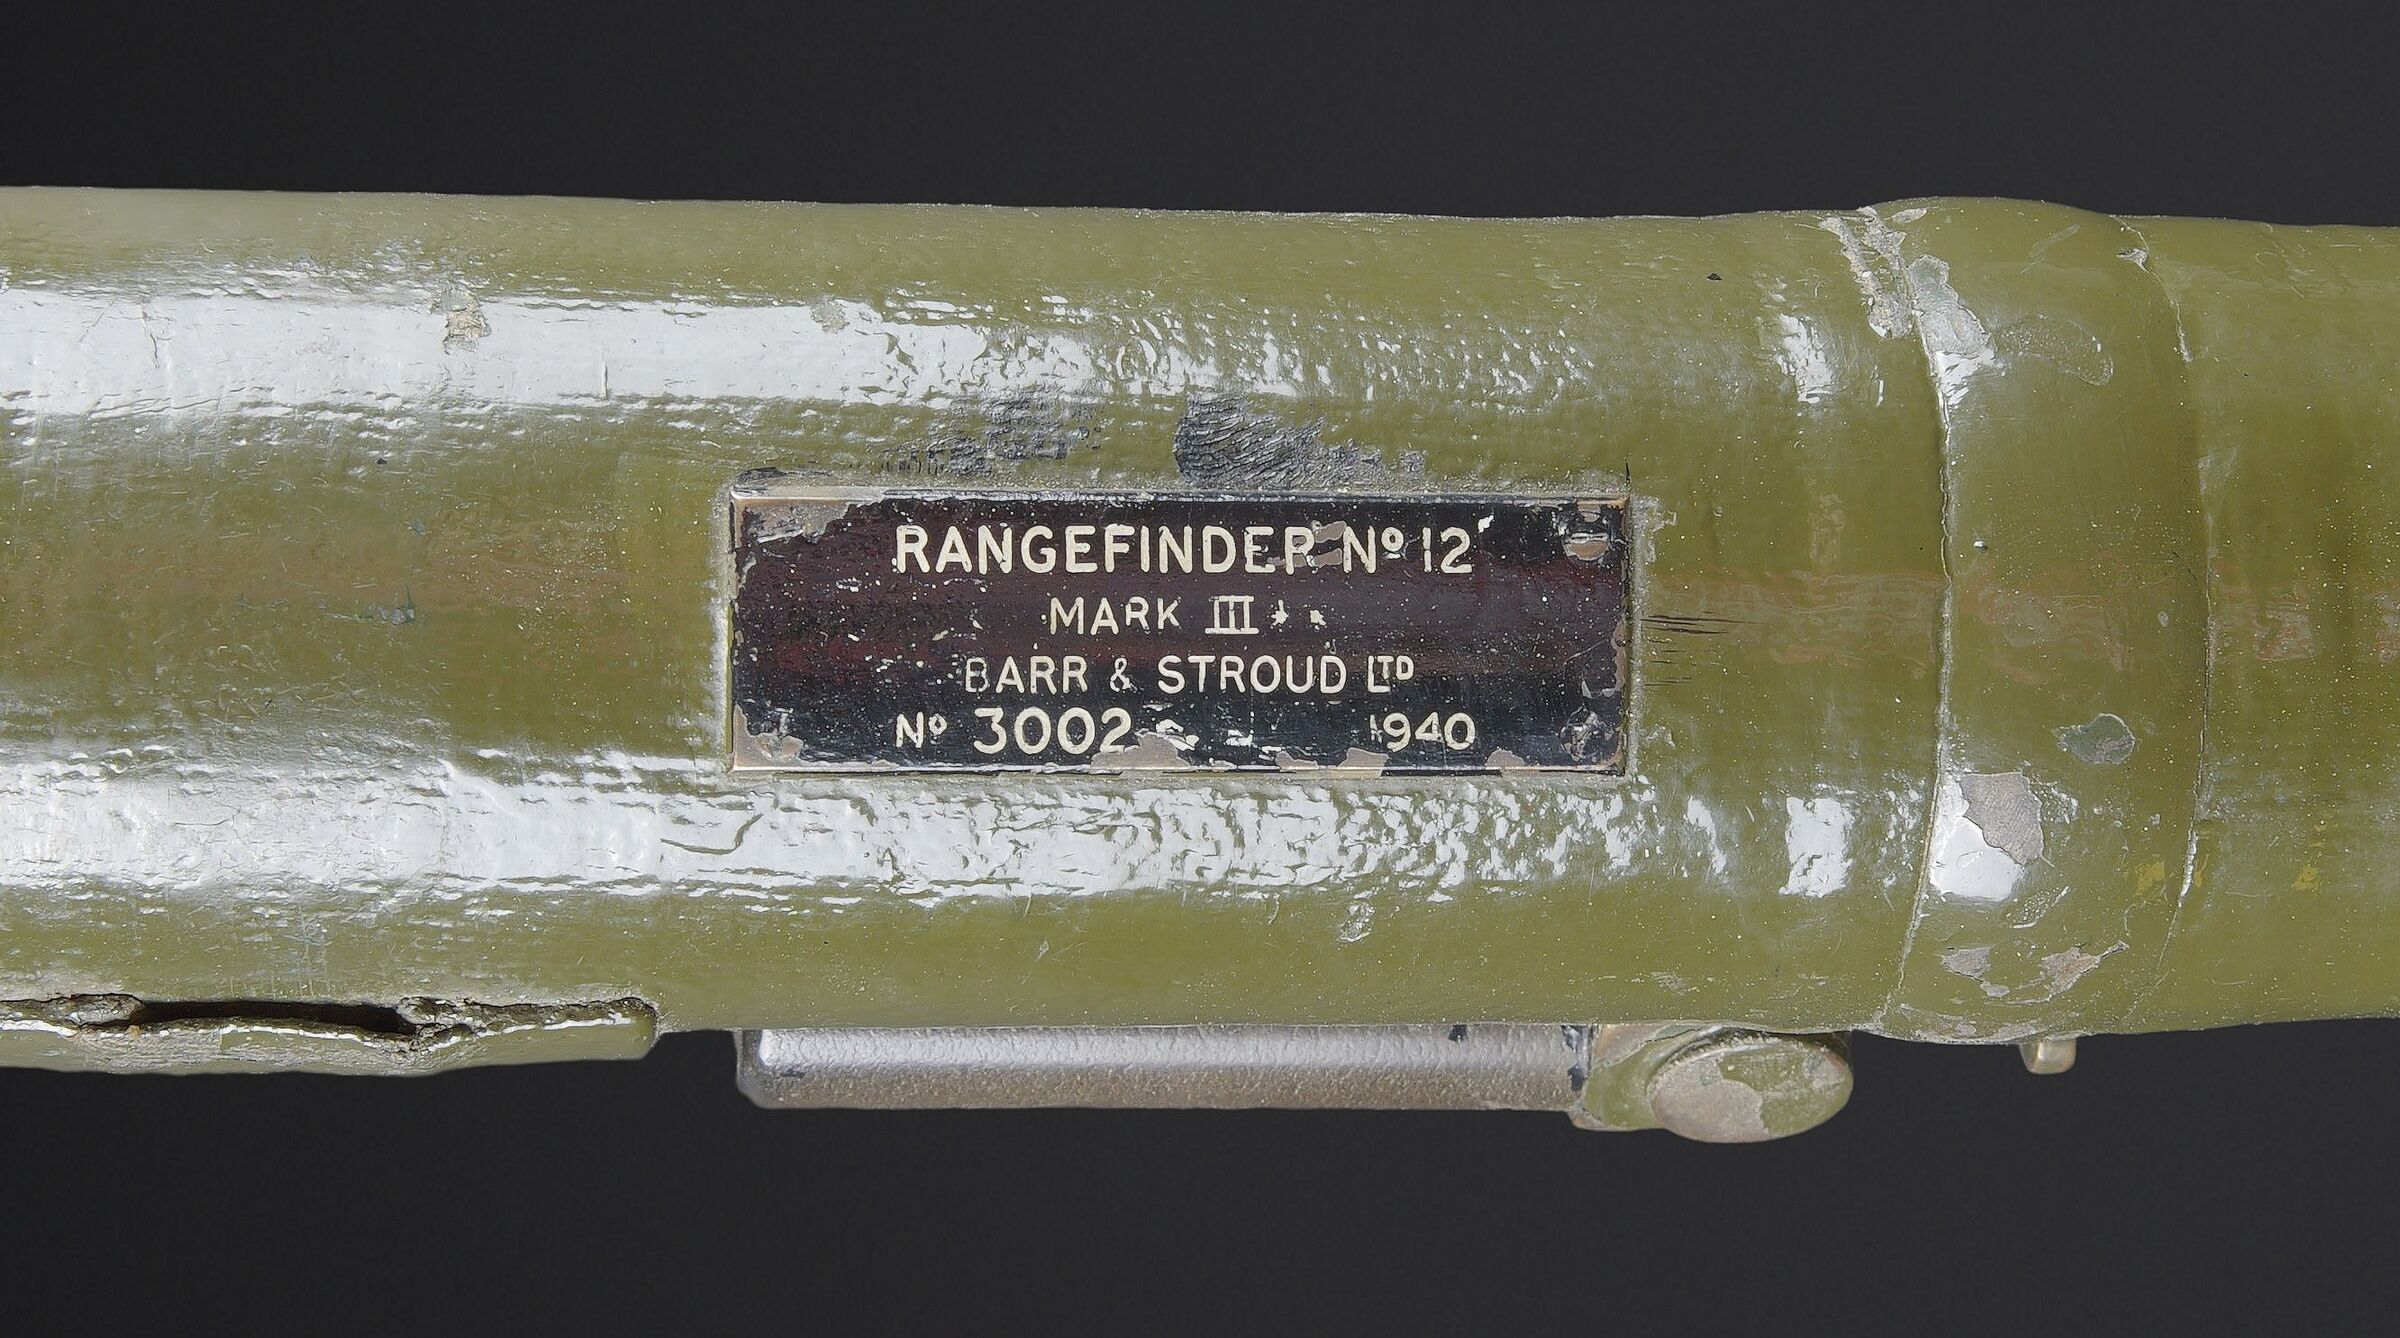 RANGEFINDER Nº 12
MARK III **
BARR & STROUD LTD
Nº 3002 1940